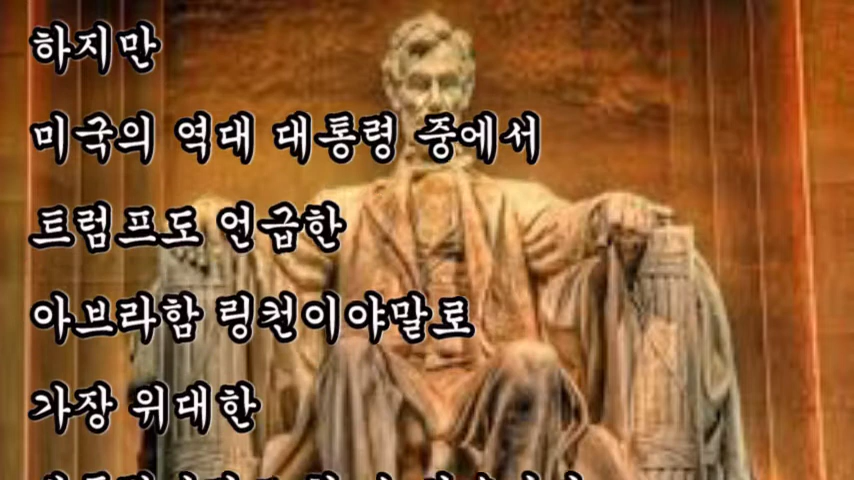 하지만
미국의 역대 대통령 중에서
트럼프도 언급한
아브라함 링컨이야말로
가장 위대한